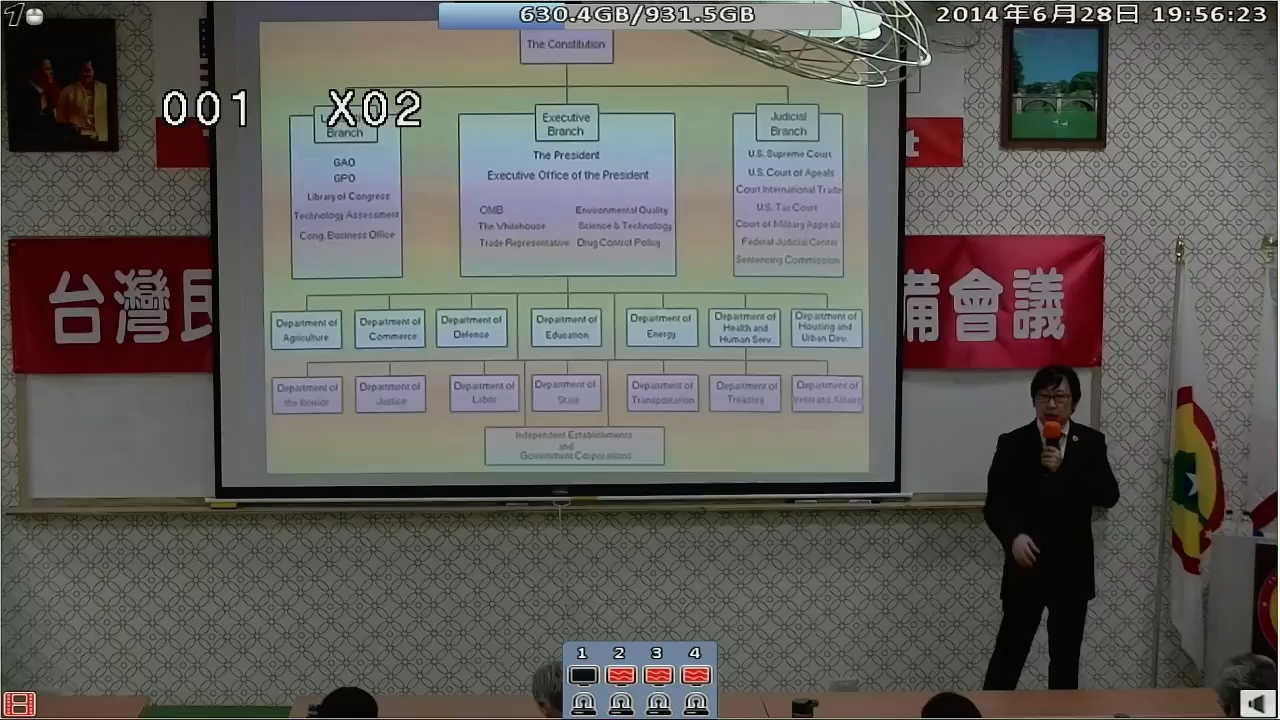 1
630.4GB/931.5GB
2014年6月28日 19:56:23
001 X02
The Constitution
Branch
GAO
GPO
Library of Congress
Technology Assessment
Cong. Business Office
Executive
Branch
The President
Executive Office of the President
OMB
The Whitehouse
Trade Representative
Environmental Quality
Science & Technology
Drug Control Policy
Judicial
Branch
U.S. Supreme Court
U.S. Court of Apeals
Court International Trade
U.S. Tax Court
Court of Military Appeals
Federal Judicial Center
Sentencing Commission
t
台灣民
備會議
Department of
Agriculture
Department of
Commerce
Department of
Defense
Department of
Education
Department of
Energy
Department of
Health and
Human Serv..
Department of
Housing and
Urban Dev..
Department of
the Interior
Department of
Justice
Department of
Labor
Department of
State
Department of
Transportation
Department of
Treasury
Department of
Veterans Affairs
Independent Establishments
and
Government Corporations
1 2 3 4